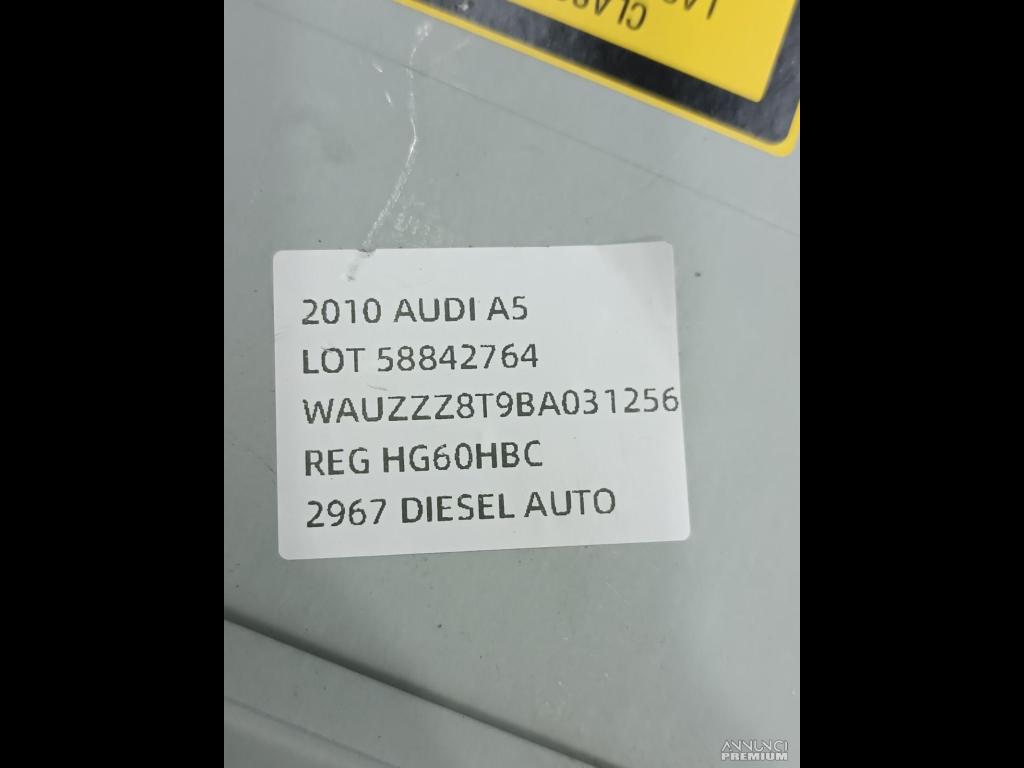 2010 AUDI A5
LOT 58842764
WAUZZZ8T9BA031256
REG HG60HBC
2967 DIESEL AUTO
ANNUNCI
PREMIUM